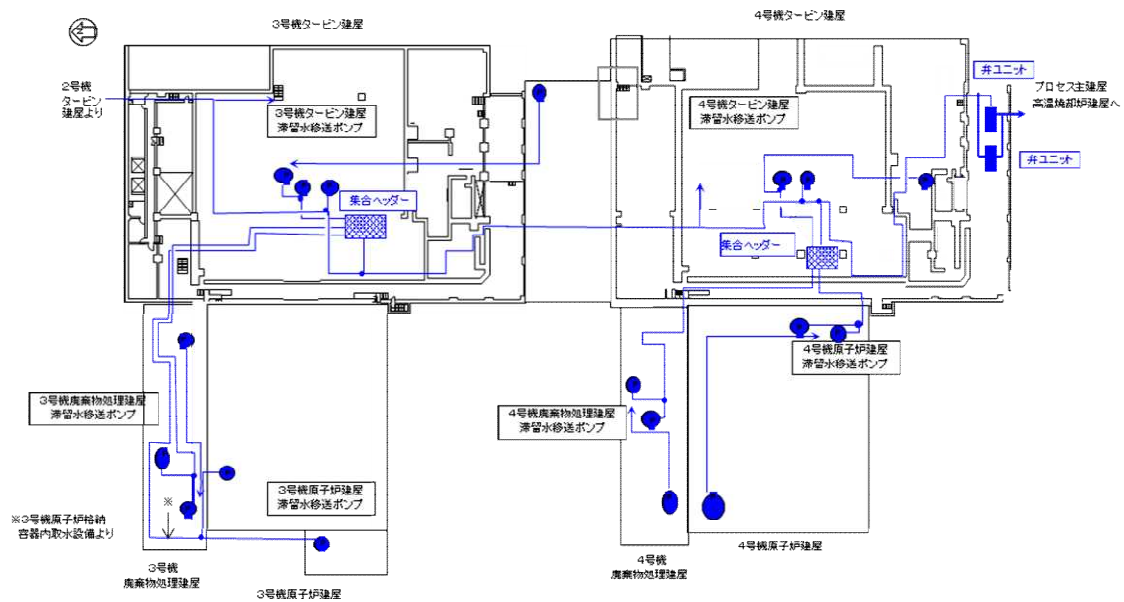 3号機タービン建屋
4号機タービン建屋
2号機
タービン
建屋より
3号機タービン建屋
滞留水移送ポンプ
4号機タービン建屋
滞留水移送ポンプ
弁ユニット
プロセス主建屋
高温焼却炉建屋へ
弁ユニット
集合ヘッダー
集合ヘッダー
4号機原子炉建屋
滞留水移送ポンプ
3号機廃棄物処理建屋
滞留水移送ポンプ
4号機廃棄物処理建屋
滞留水移送ポンプ
3号機原子炉建屋
滞留水移送ポンプ
※
※3号機原子炉格納
容器内取水設備より
4号機原子炉建屋
3号機
廃棄物処理建屋
4号機
廃棄物処理建屋
3号機原子炉建屋